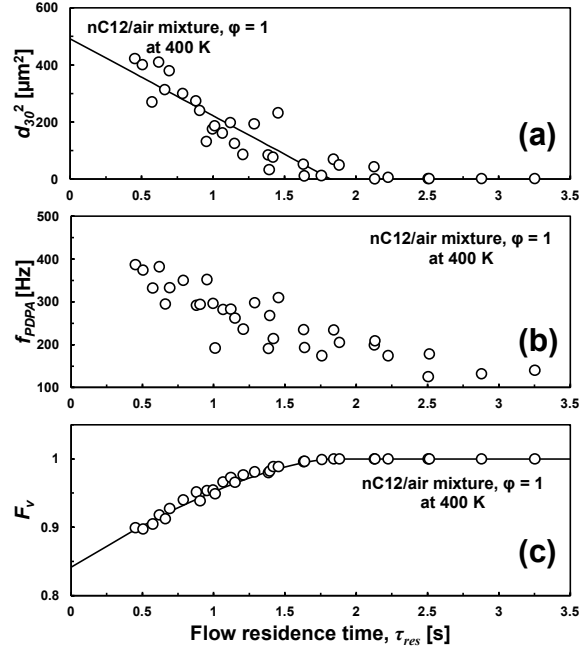 600
nC12/air mixture, φ = 1
at 400 K
400
d₃₀² [μm²]
200
(a)
0
0 0.5 1 1.5 2 2.5 3 3.5
500
nC12/air mixture, φ = 1
at 400 K
400
f_PDPA [Hz]
300
200
(b)
100
0 0.5 1 1.5 2 2.5 3 3.5
1
nC12/air mixture, φ = 1
at 400 K
F_v
0.9
(c)
0.8
0 0.5 1 1.5 2 2.5 3 3.5
Flow residence time, τ_res [s]